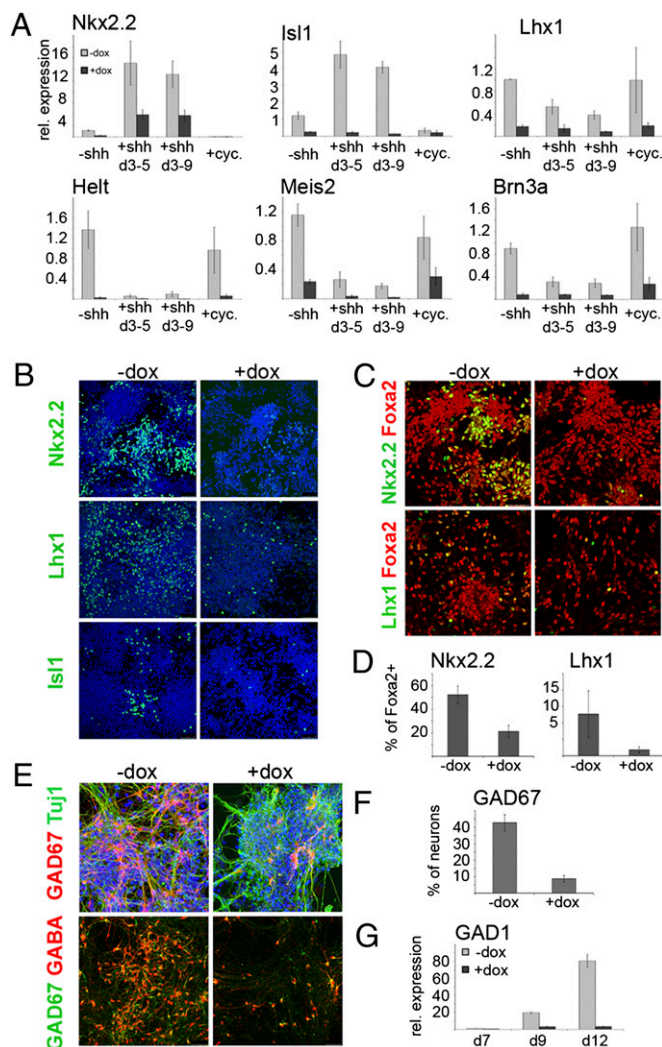 A
Nkx2.2
Isl1
Lhx1
rel. expression
16
12
8
4
-dox
+dox
5
4
3
2
1
1.2
0.8
0.4
-shh
+shh
d3-5
+shh
d3-9
+cyc.
-shh
+shh
d3-5
+shh
d3-9
+cyc.
-shh
+shh
d3-5
+shh
d3-9
+cyc.
Helt
Meis2
Brn3a
1.6
1.2
0.8
0.4
1.2
0.8
0.4
1.6
1.2
0.8
0.4
-shh
+shh
d3-5
+shh
d3-9
+cyc.
-shh
+shh
d3-5
+shh
d3-9
+cyc.
-shh
+shh
d3-5
+shh
d3-9
+cyc.
B
-dox
+dox
Nkx2.2
Lhx1
Isl1
C
-dox
+dox
Nkx2.2 Foxa2
Lhx1 Foxa2
D
Nkx2.2
Lhx1
% of Foxa2+
60
40
20
15
10
5
-dox
+dox
-dox
+dox
E
-dox
+dox
GAD67 Tuj1
GAD67 GABA
F
GAD67
% of neurons
40
30
20
10
-dox
+dox
G
GAD1
rel. expression
80
60
40
20
-dox
+dox
d7
d9
d12